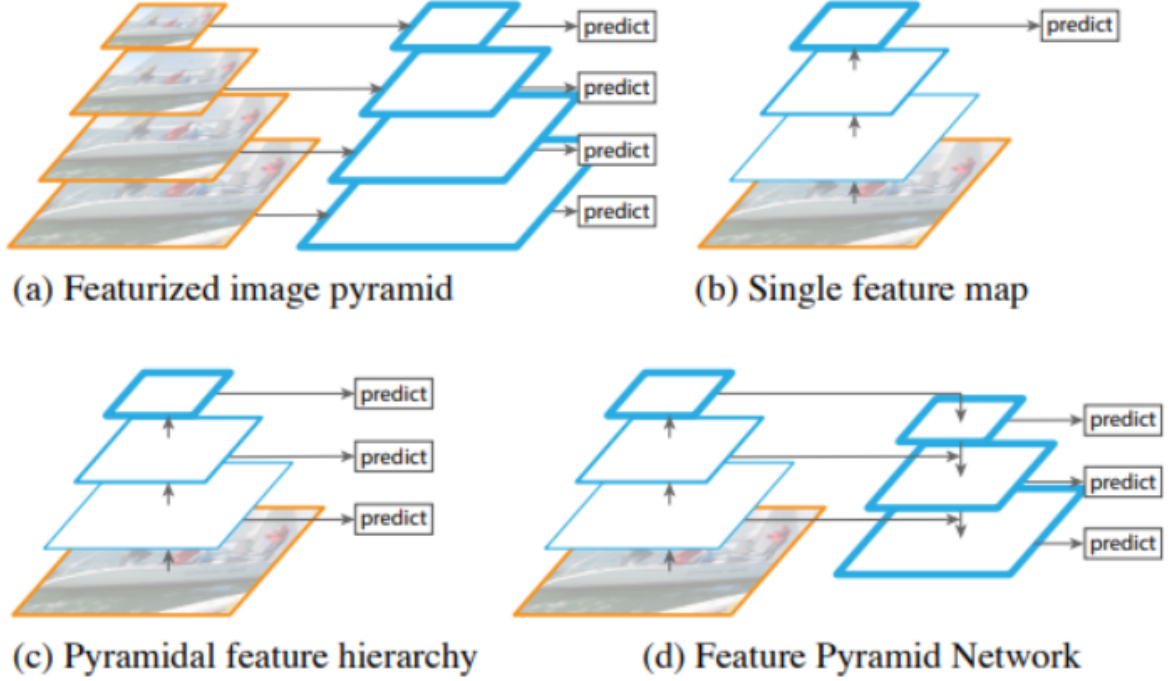 predict
predict
predict
predict
(a) Featurized image pyramid
predict
(b) Single feature map
predict
predict
predict
(c) Pyramidal feature hierarchy
predict
predict
predict
(d) Feature Pyramid Network